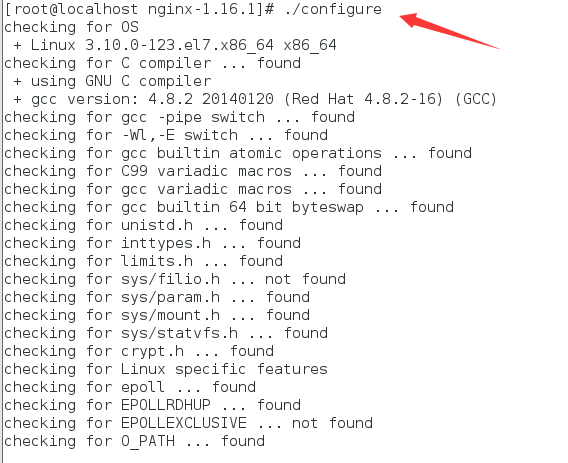 [root@localhost nginx-1.16.1]# ./configure
checking for OS
 + Linux 3.10.0-123.el7.x86_64 x86_64
checking for C compiler ... found
 + using GNU C compiler
 + gcc version: 4.8.2 20140120 (Red Hat 4.8.2-16) (GCC)
checking for gcc -pipe switch ... found
checking for -Wl,-E switch ... found
checking for gcc builtin atomic operations ... found
checking for C99 variadic macros ... found
checking for gcc variadic macros ... found
checking for gcc builtin 64 bit byteswap ... found
checking for unistd.h ... found
checking for inttypes.h ... found
checking for limits.h ... found
checking for sys/filio.h ... not found
checking for sys/param.h ... found
checking for sys/mount.h ... found
checking for sys/statvfs.h ... found
checking for crypt.h ... found
checking for Linux specific features
checking for epoll ... found
checking for EPOLLRDHUP ... found
checking for EPOLLEXCLUSIVE ... not found
checking for O_PATH ... found